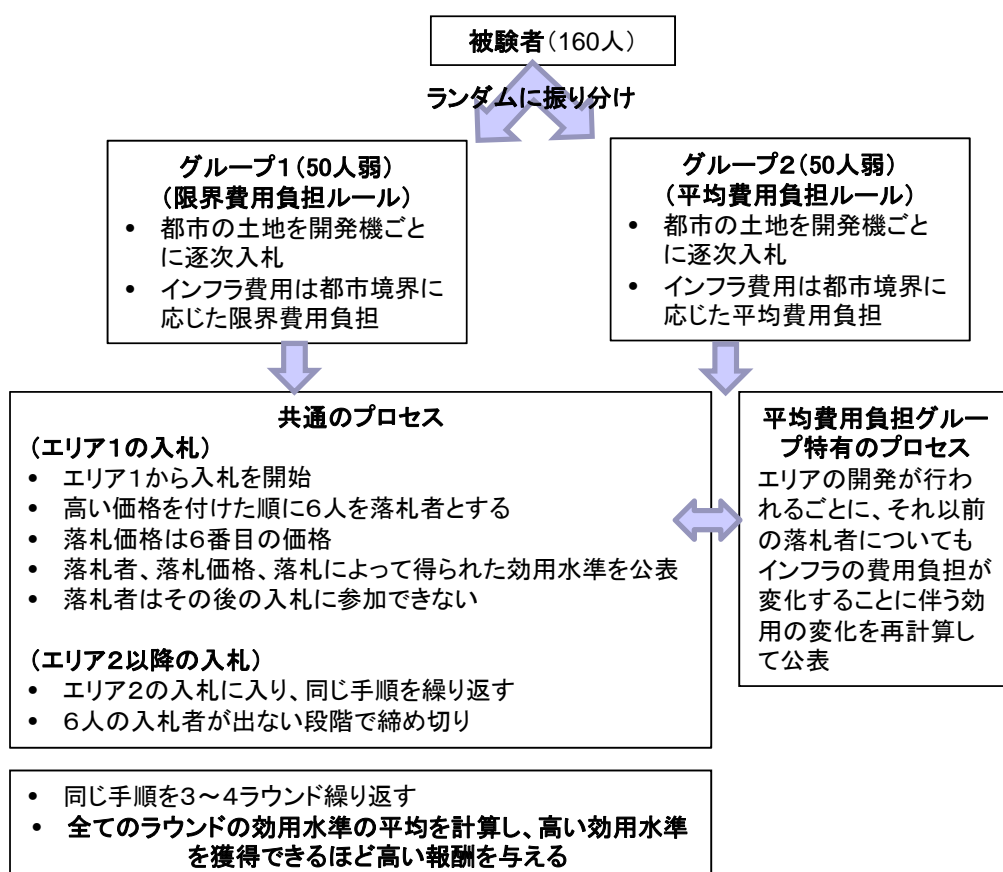 被験者(160人)
ランダムに振り分け
グループ1(50人弱)
(限界費用負担ルール)
• 都市の土地を開発機ごと
に逐次入札
• インフラ費用は都市境界に
応じた限界費用負担
グループ2(50人弱)
(平均費用負担ルール)
• 都市の土地を開発機ごと
に逐次入札
• インフラ費用は都市境界に
応じた平均費用負担
共通のプロセス
(エリア1の入札)
• エリア1から入札を開始
• 高い価格を付けた順に6人を落札者とする
• 落札価格は6番目の価格
• 落札者、落札価格、落札によって得られた効用水準を公表
• 落札者はその後の入札に参加できない
(エリア2以降の入札)
• エリア2の入札に入り、同じ手順を繰り返す
• 6人の入札者が出ない段階で締め切り
平均費用負担グルー
プ特有のプロセス
エリアの開発が行わ
れるごとに、それ以前
の落札者についても
インフラの費用負担が
変化することに伴う効
用の変化を再計算し
て公表
• 同じ手順を3~4ラウンド繰り返す
• 全てのラウンドの効用水準の平均を計算し、高い効用水準
を獲得できるほど高い報酬を与える